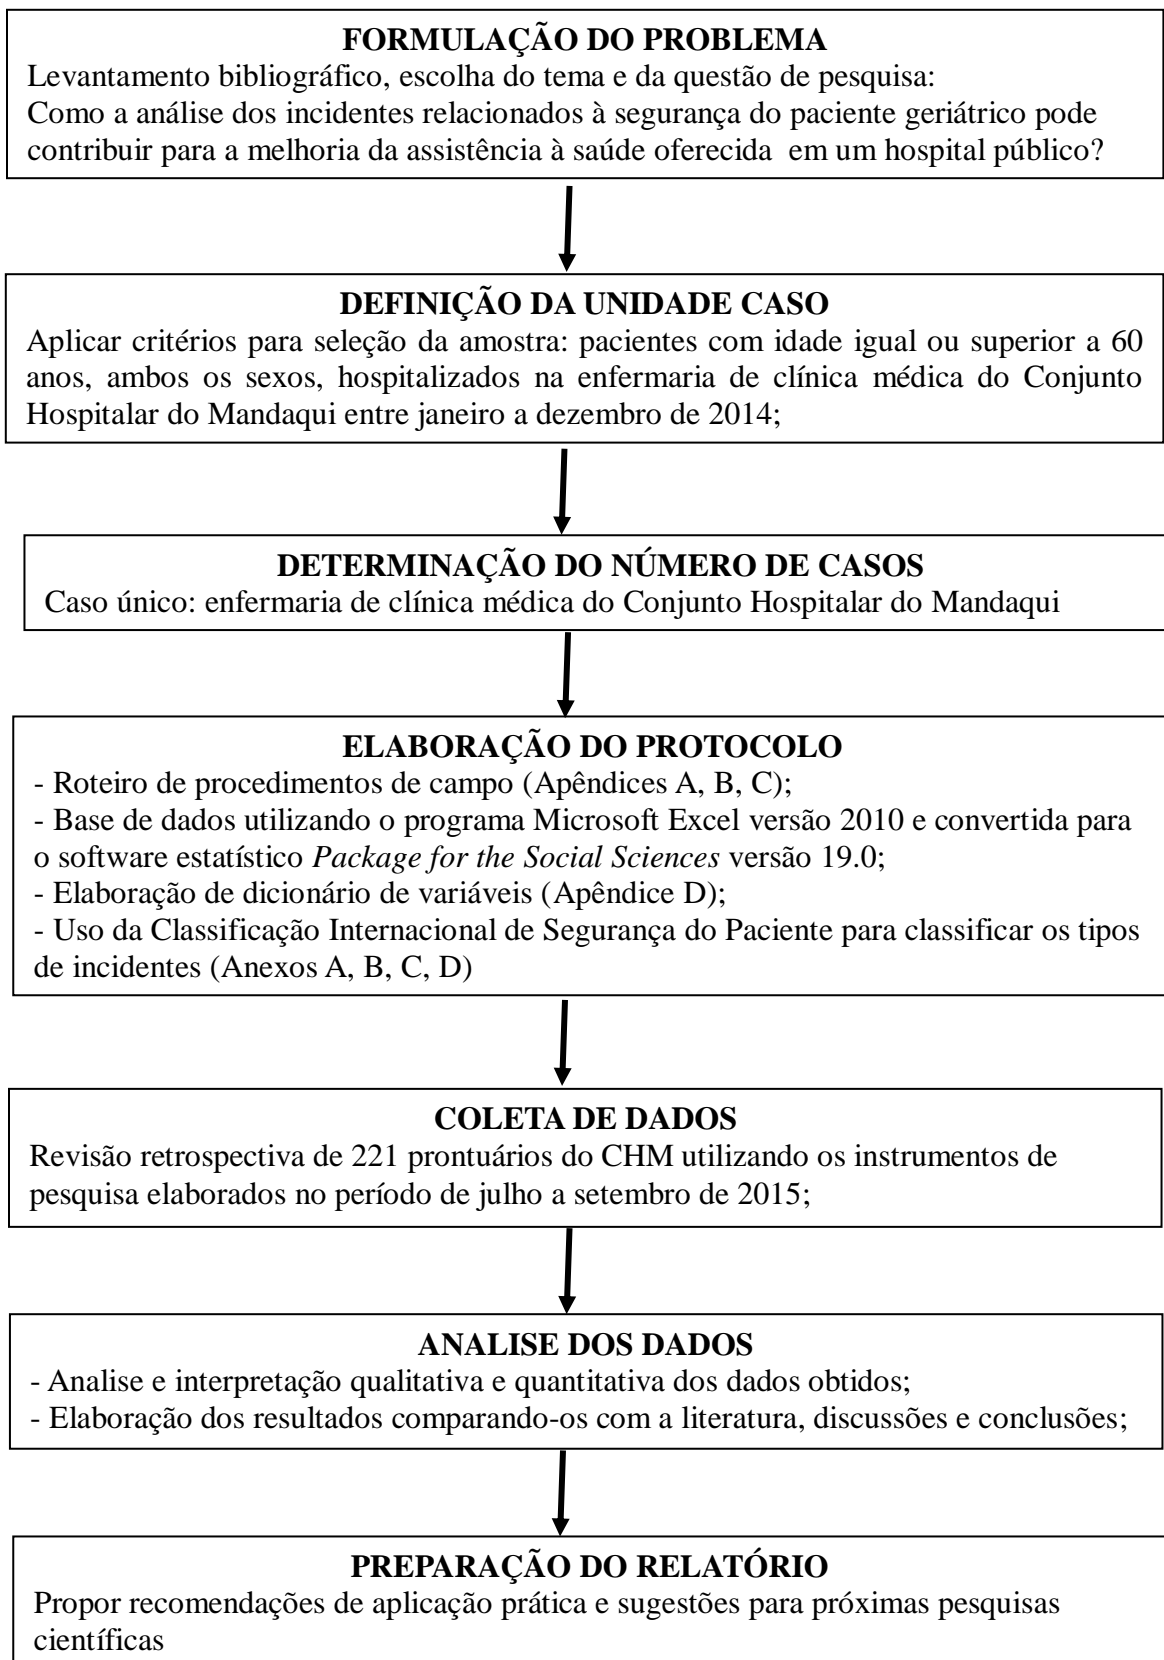 FORMULAÇÃO DO PROBLEMA
Levantamento bibliográfico, escolha do tema e da questão de pesquisa:
Como a análise dos incidentes relacionados à segurança do paciente geriátrico pode
contribuir para a melhoria da assistência à saúde oferecida em um hospital público?
DEFINIÇÃO DA UNIDADE CASO
Aplicar critérios para seleção da amostra: pacientes com idade igual ou superior a 60
anos, ambos os sexos, hospitalizados na enfermaria de clínica médica do Conjunto
Hospitalar do Mandaqui entre janeiro a dezembro de 2014;
DETERMINAÇÃO DO NÚMERO DE CASOS
Caso único: enfermaria de clínica médica do Conjunto Hospitalar do Mandaqui
ELABORAÇÃO DO PROTOCOLO
- Roteiro de procedimentos de campo (Apêndices A, B, C);
- Base de dados utilizando o programa Microsoft Excel versão 2010 e convertida para
o software estatístico Package for the Social Sciences versão 19.0;
- Elaboração de dicionário de variáveis (Apêndice D);
- Uso da Classificação Internacional de Segurança do Paciente para classificar os tipos
de incidentes (Anexos A, B, C, D)
COLETA DE DADOS
Revisão retrospectiva de 221 prontuários do CHM utilizando os instrumentos de
pesquisa elaborados no período de julho a setembro de 2015;
ANALISE DOS DADOS
- Analise e interpretação qualitativa e quantitativa dos dados obtidos;
- Elaboração dos resultados comparando-os com a literatura, discussões e conclusões;
PREPARAÇÃO DO RELATÓRIO
Propor recomendações de aplicação prática e sugestões para próximas pesquisas
científicas